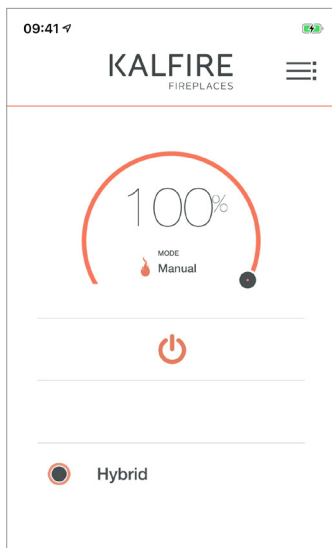 09:41
KALFIRE
FIREPLACES
100%
MODE
Manual
Hybrid